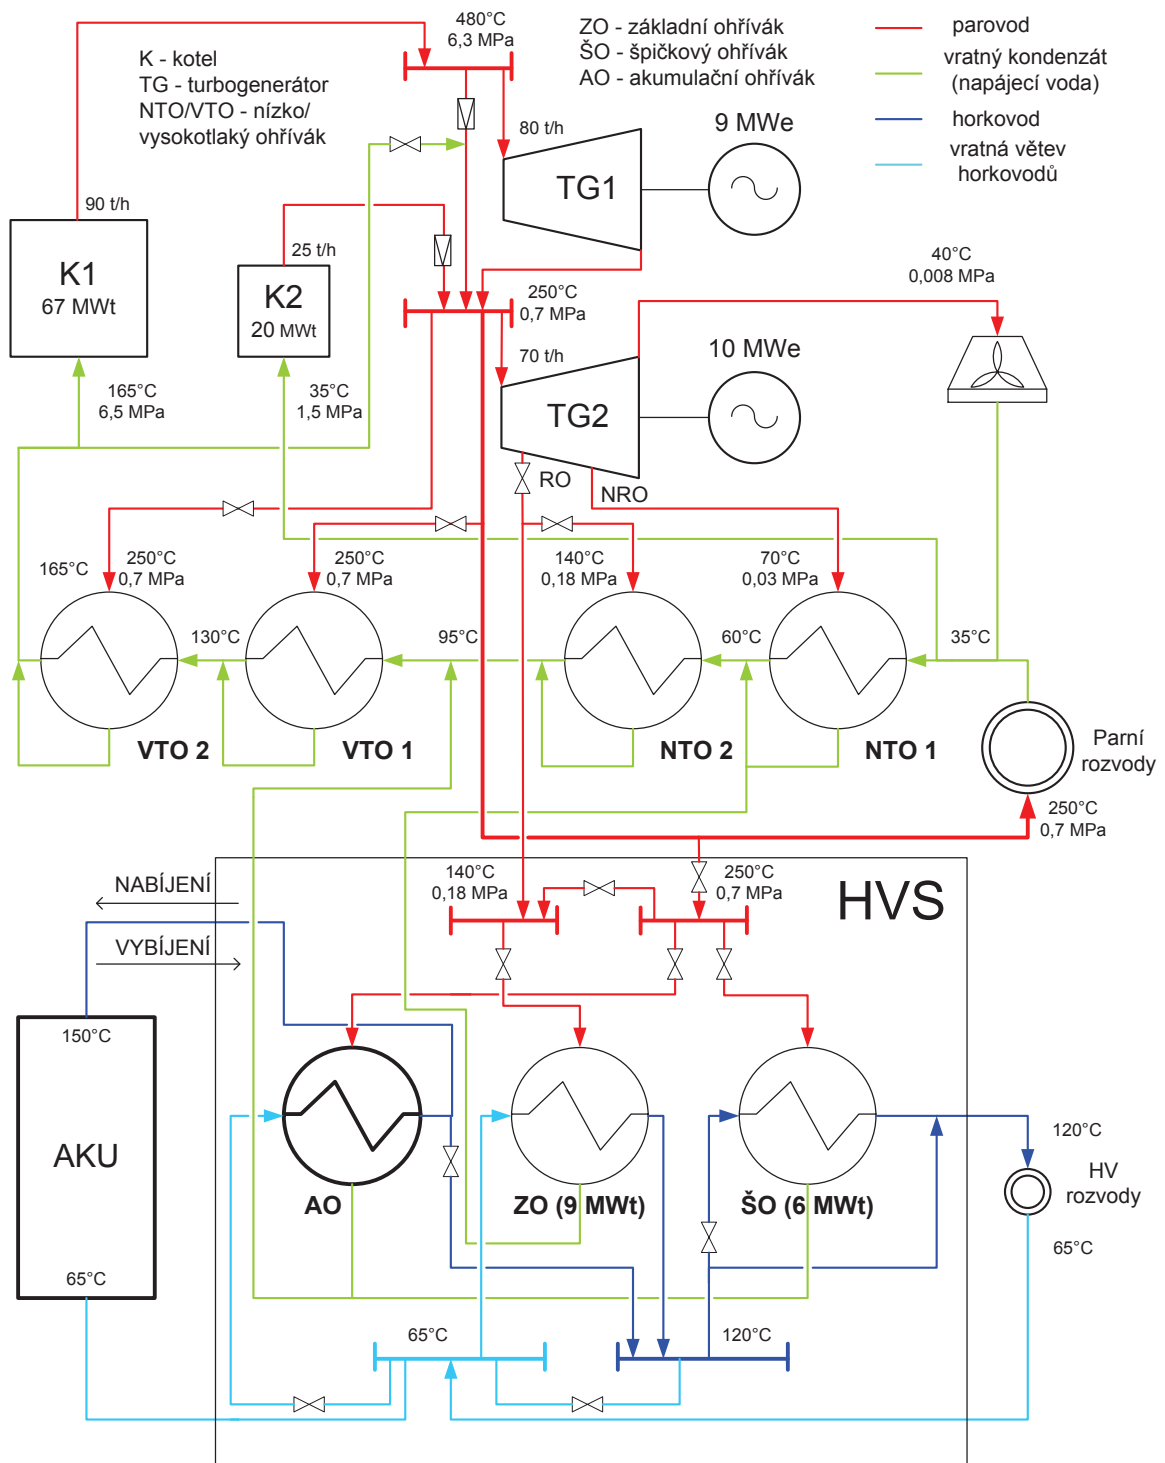 480°C
6,3 MPa
K - kotel
TG - turbogenerátor
NTO/VTO - nízko/
vysokotlaký ohřívák
ZO - základní ohřívák
ŠO - špičkový ohřívák
AO - akumulační ohřívák
parovod
vratný kondenzát
(napájecí voda)
horkovod
vratná větev
horkovodů
80 t/h
9 MWe
TG1
90 t/h
K1
67 MWt
25 t/h
K2
20 MWt
250°C
0,7 MPa
40°C
0,008 MPa
70 t/h
10 MWe
TG2
165°C
6,5 MPa
35°C
1,5 MPa
RO
NRO
165°C
250°C
0,7 MPa
250°C
0,7 MPa
140°C
0,18 MPa
70°C
0,03 MPa
130°C
95°C
60°C
35°C
VTO 2
VTO 1
NTO 2
NTO 1
Parní
rozvody
250°C
0,7 MPa
NABÍJENÍ
VYBÍJENÍ
140°C
0,18 MPa
250°C
0,7 MPa
HVS
150°C
AKU
65°C
AO
ZO (9 MWt)
ŠO (6 MWt)
120°C
HV
rozvody
65°C
65°C
120°C